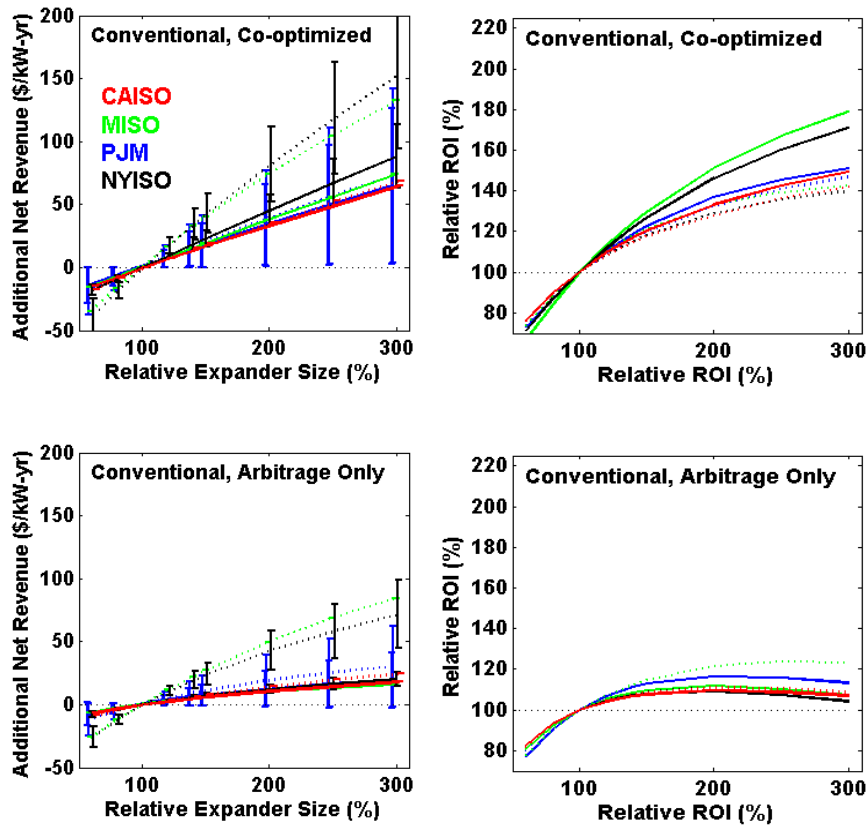 Conventional, Co-optimized
CAISO
MISO
PJM
NYISO
Additional Net Revenue ($/kW-yr)
200
150
100
50
0
-50
100
200
300
Relative Expander Size (%)
Conventional, Co-optimized
Relative ROI (%)
220
200
180
160
140
120
100
80
100
200
300
Relative ROI (%)
Conventional, Arbitrage Only
Additional Net Revenue ($/kW-yr)
200
150
100
50
0
-50
100
200
300
Relative Expander Size (%)
Conventional, Arbitrage Only
Relative ROI (%)
220
200
180
160
140
120
100
80
100
200
300
Relative ROI (%)